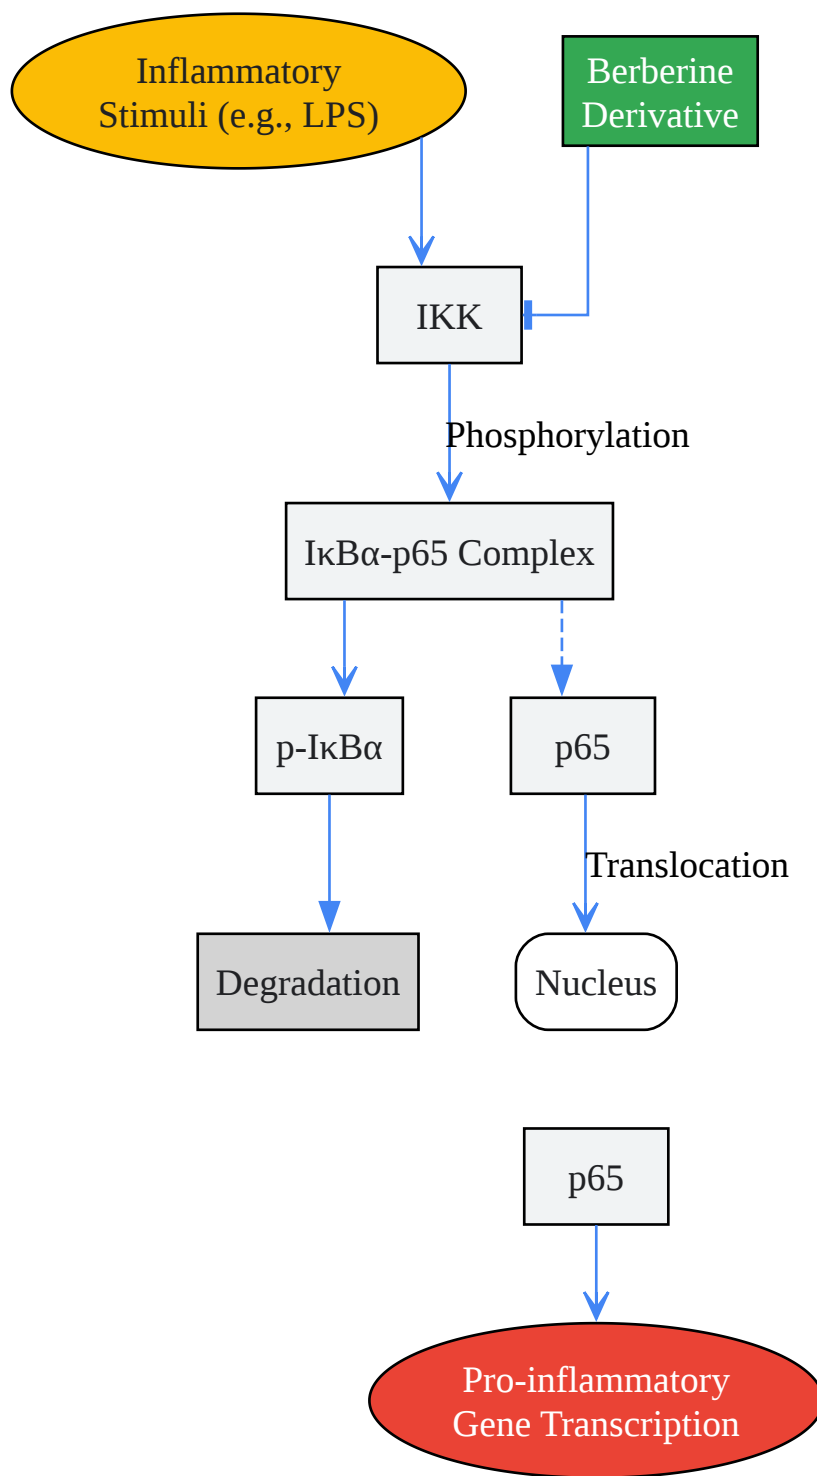 Inflammatory
Stimuli (e.g., LPS)
Berberine
Derivative
IKK
Phosphorylation
IκBα-p65 Complex
p-IκBα
p65
Translocation
Degradation
Nucleus
p65
Pro-inflammatory
Gene Transcription